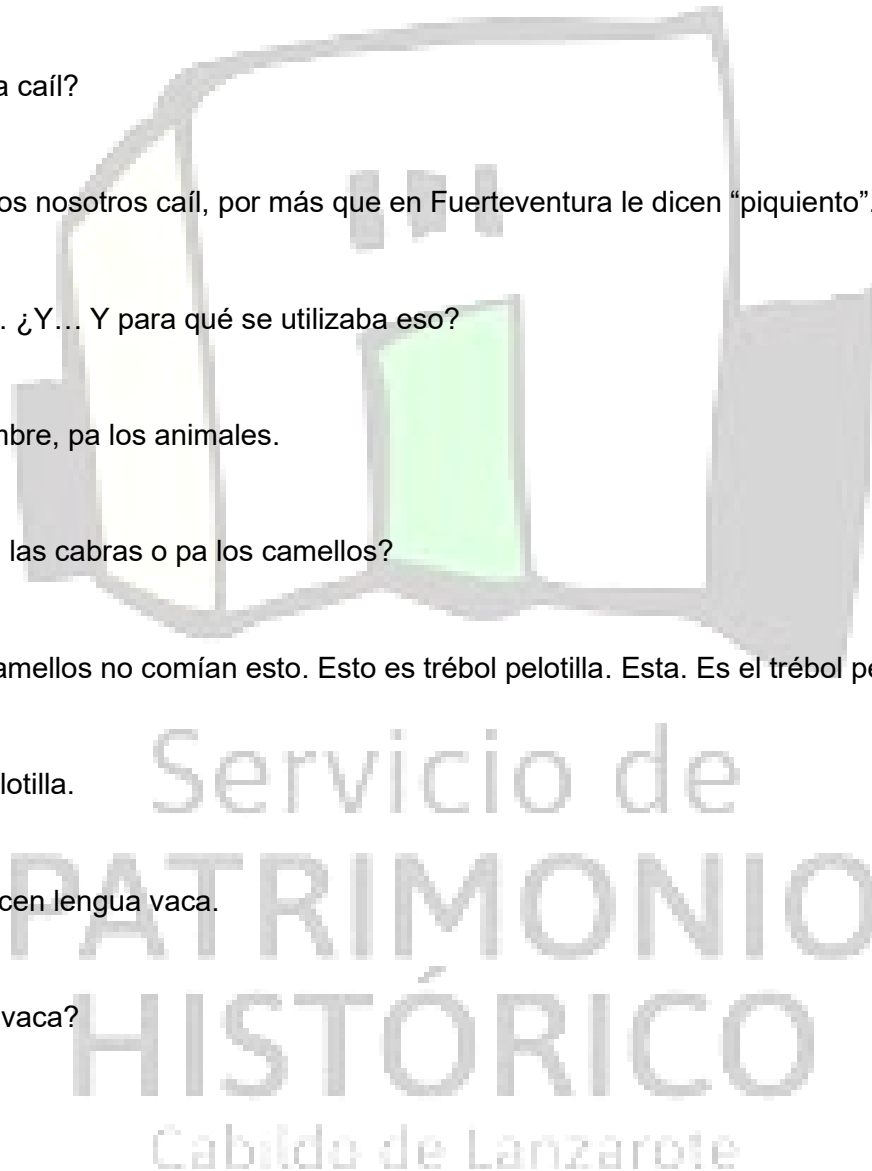 a caíl?
os nosotros caíl, por más que en Fuerteventura le dicen “piquiento”.
. ¿Y… Y para qué se utilizaba eso?
mbre, pa los animales.
las cabras o pa los camellos?
amellos no comían esto. Esto es trébol pelotilla. Esta. Es el trébol pe
lotilla.
Servicio de
cen lengua vaca.
PATRIMONIO
vaca?
HISTÓRICO
Cabildo de Lanzarote